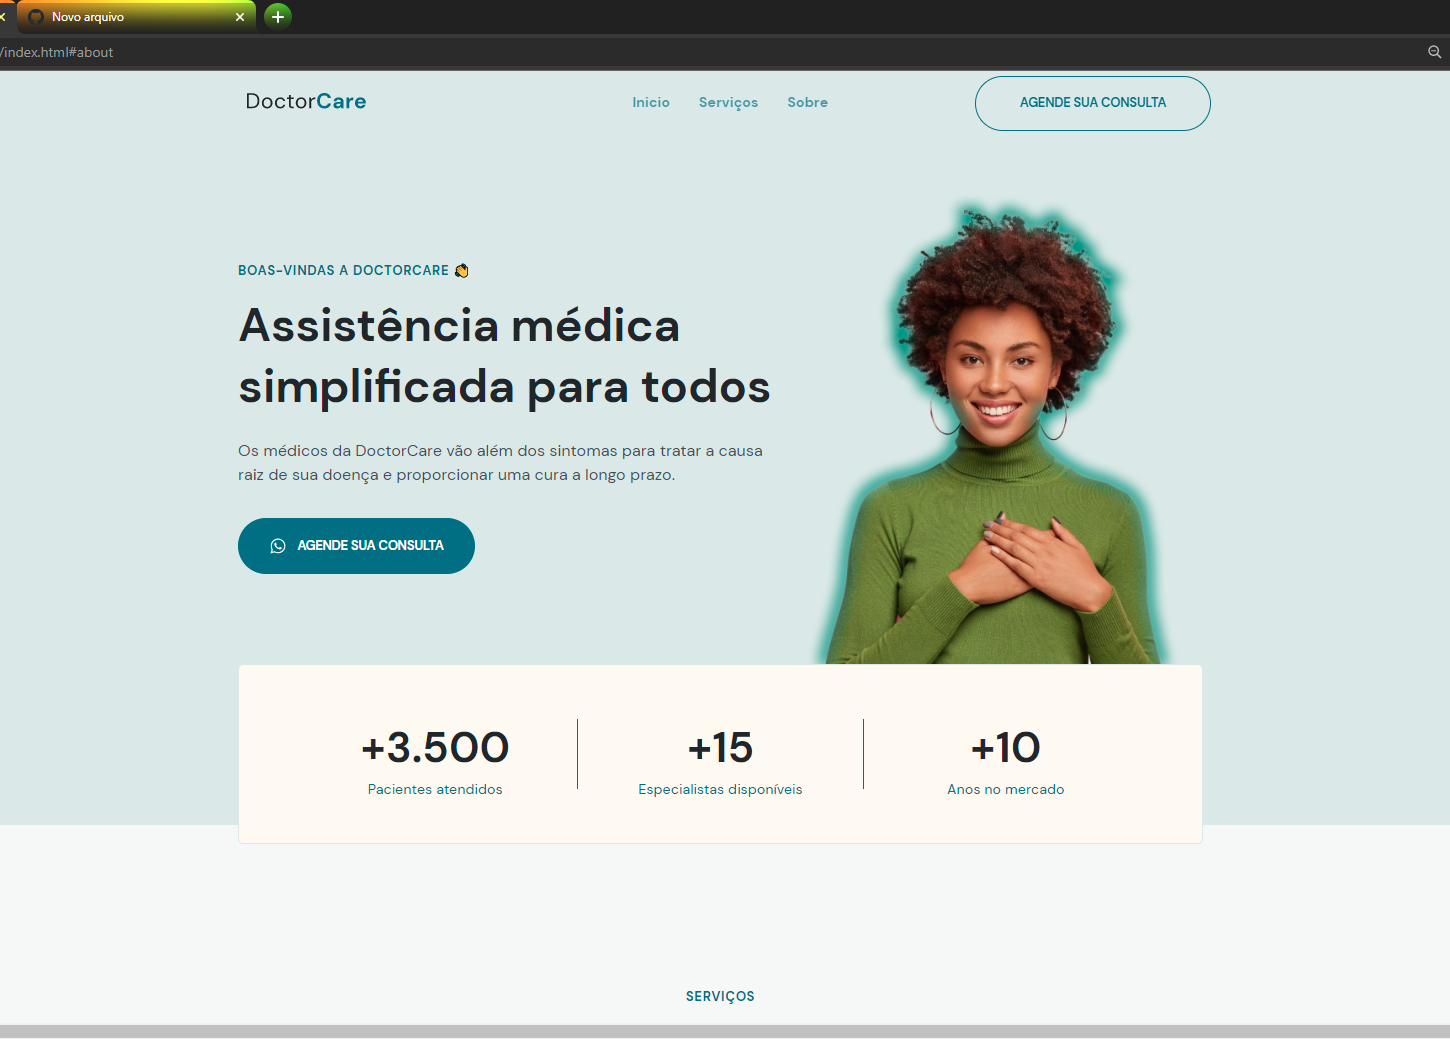 Novo arquivo
/index.html#about
DoctorCare
Inicio
Serviços
Sobre
AGENDE SUA CONSULTA
BOAS-VINDAS A DOCTORCARE 👋
Assistência médica
simplificada para todos
Os médicos da DoctorCare vão além dos sintomas para tratar a causa
raiz de sua doença e proporcionar uma cura a longo prazo.
AGENDE SUA CONSULTA
+3.500
Pacientes atendidos
+15
Especialistas disponíveis
+10
Anos no mercado
SERVIÇOS